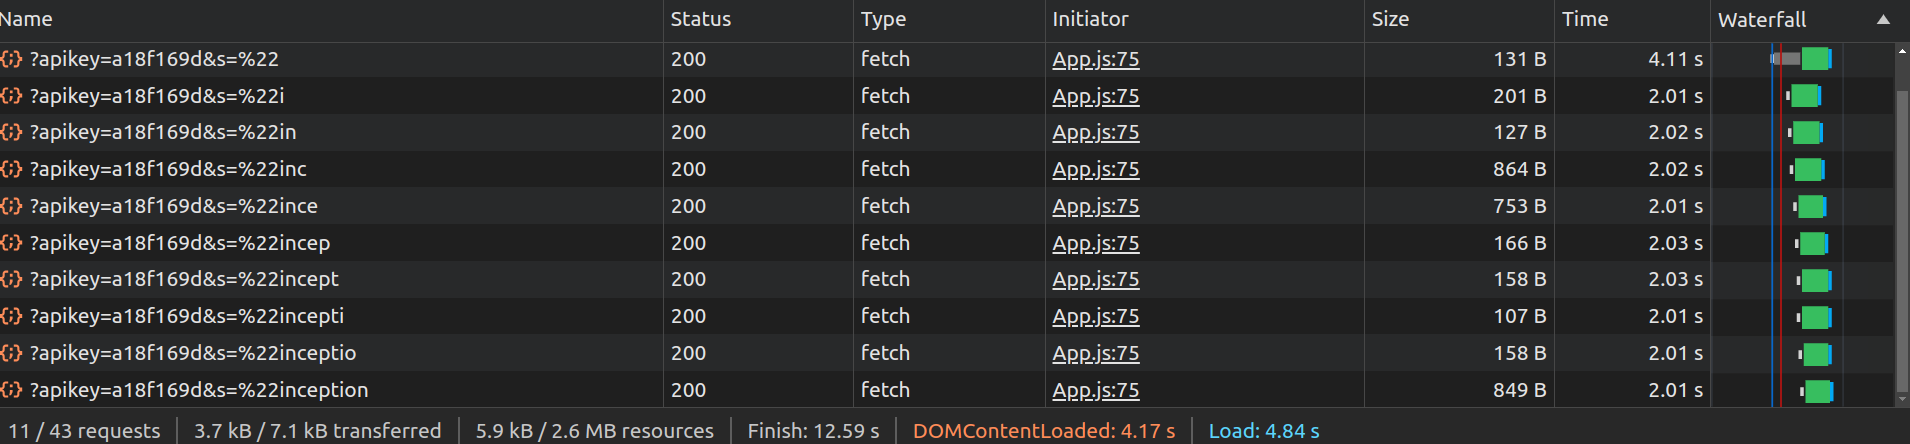 Name Status Type Initiator Size Time Waterfall
?apikey=a18f169d&s=%22 200 fetch App.js:75 131 B 4.11 s
?apikey=a18f169d&s=%22i 200 fetch App.js:75 201 B 2.01 s
?apikey=a18f169d&s=%22in 200 fetch App.js:75 127 B 2.02 s
?apikey=a18f169d&s=%22inc 200 fetch App.js:75 864 B 2.02 s
?apikey=a18f169d&s=%22ince 200 fetch App.js:75 753 B 2.01 s
?apikey=a18f169d&s=%22incep 200 fetch App.js:75 166 B 2.03 s
?apikey=a18f169d&s=%22incept 200 fetch App.js:75 158 B 2.03 s
?apikey=a18f169d&s=%22incepti 200 fetch App.js:75 107 B 2.01 s
?apikey=a18f169d&s=%22inceptio 200 fetch App.js:75 158 B 2.01 s
?apikey=a18f169d&s=%22inception 200 fetch App.js:75 849 B 2.01 s
11 / 43 requests 3.7 kB / 7.1 kB transferred 5.9 kB / 2.6 MB resources Finish: 12.59 s DOMContentLoaded: 4.17 s Load: 4.84 s